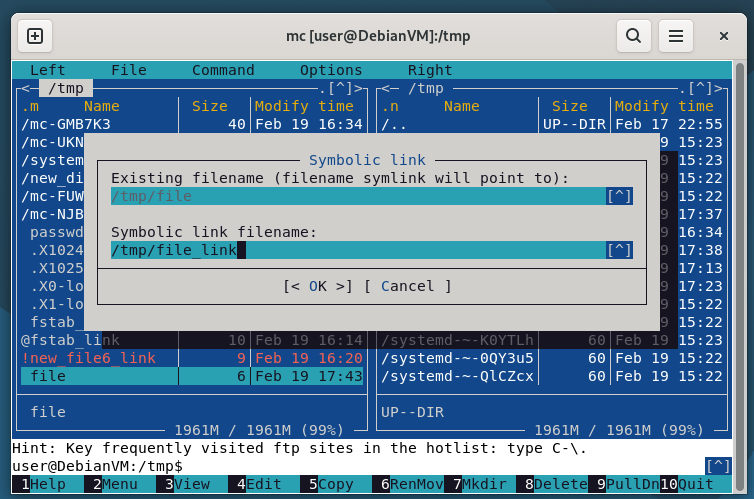 mc [user@DebianVM]:/tmp
Left File Command Options Right
<─ /tmp .[^]> <─ /tmp .[^]>
.m Name Size Modify time .n Name Size Modify time
/mc-GMB7K3 40 Feb 19 16:34 /.. UP--DIR Feb 17 22:55
/mc-UKN 9 15:23
/system 9 15:23
/new_di 9 15:22
/mc-FUW 9 15:22
/mc-NJB 9 17:37
passwd 9 16:34
.X1024 9 17:38
.X1025 9 17:13
.X0-lo 9 15:23
.X1-lo 9 15:22
fstab_ 9 15:22
Symbolic link
Existing filename (filename symlink will point to):
/tmp/file [^]
Symbolic link filename:
/tmp/file_link [^]
[< OK >] [ Cancel ]
@fstab_link 10 Feb 19 16:14 /systemd-~-K0YTLh 60 Feb 19 15:23
!new_file6_link 9 Feb 19 16:20 /systemd-~-0QY3u5 60 Feb 19 15:22
file 6 Feb 19 17:43 /systemd-~-QlCZcx 60 Feb 19 15:22
file UP--DIR
1961M / 1961M (99%) 1961M / 1961M (99%)
Hint: Key frequently visited ftp sites in the hotlist: type C-\.
user@DebianVM:/tmp$ [^]
1Help 2Menu 3View 4Edit 5Copy 6RenMov 7Mkdir 8Delete 9PullDn 10Quit